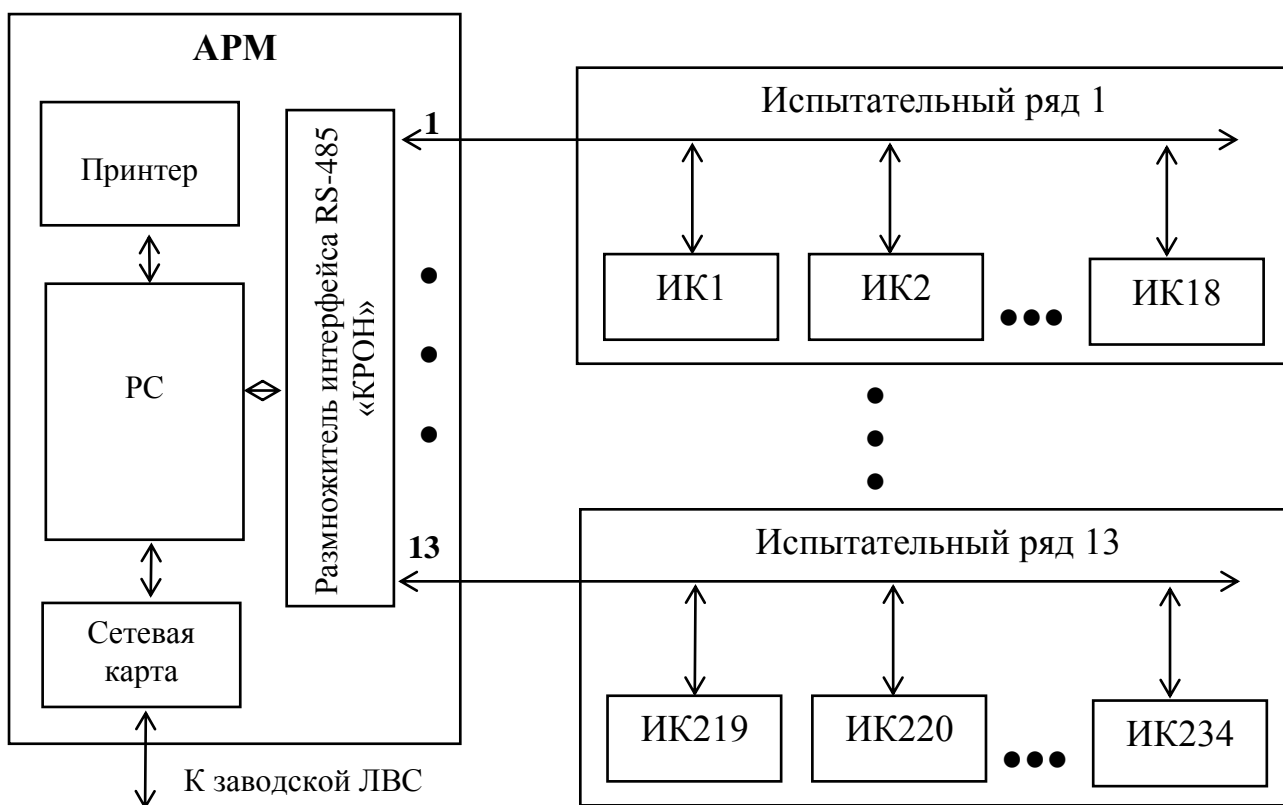 АРМ
Принтер
PC
Сетевая
карта
Размножитель интерфейса RS-485
«КРОН»
1
13
К заводской ЛВС
Испытательный ряд 1
ИК1
ИК2
ИК18
Испытательный ряд 13
ИК219
ИК220
ИК234